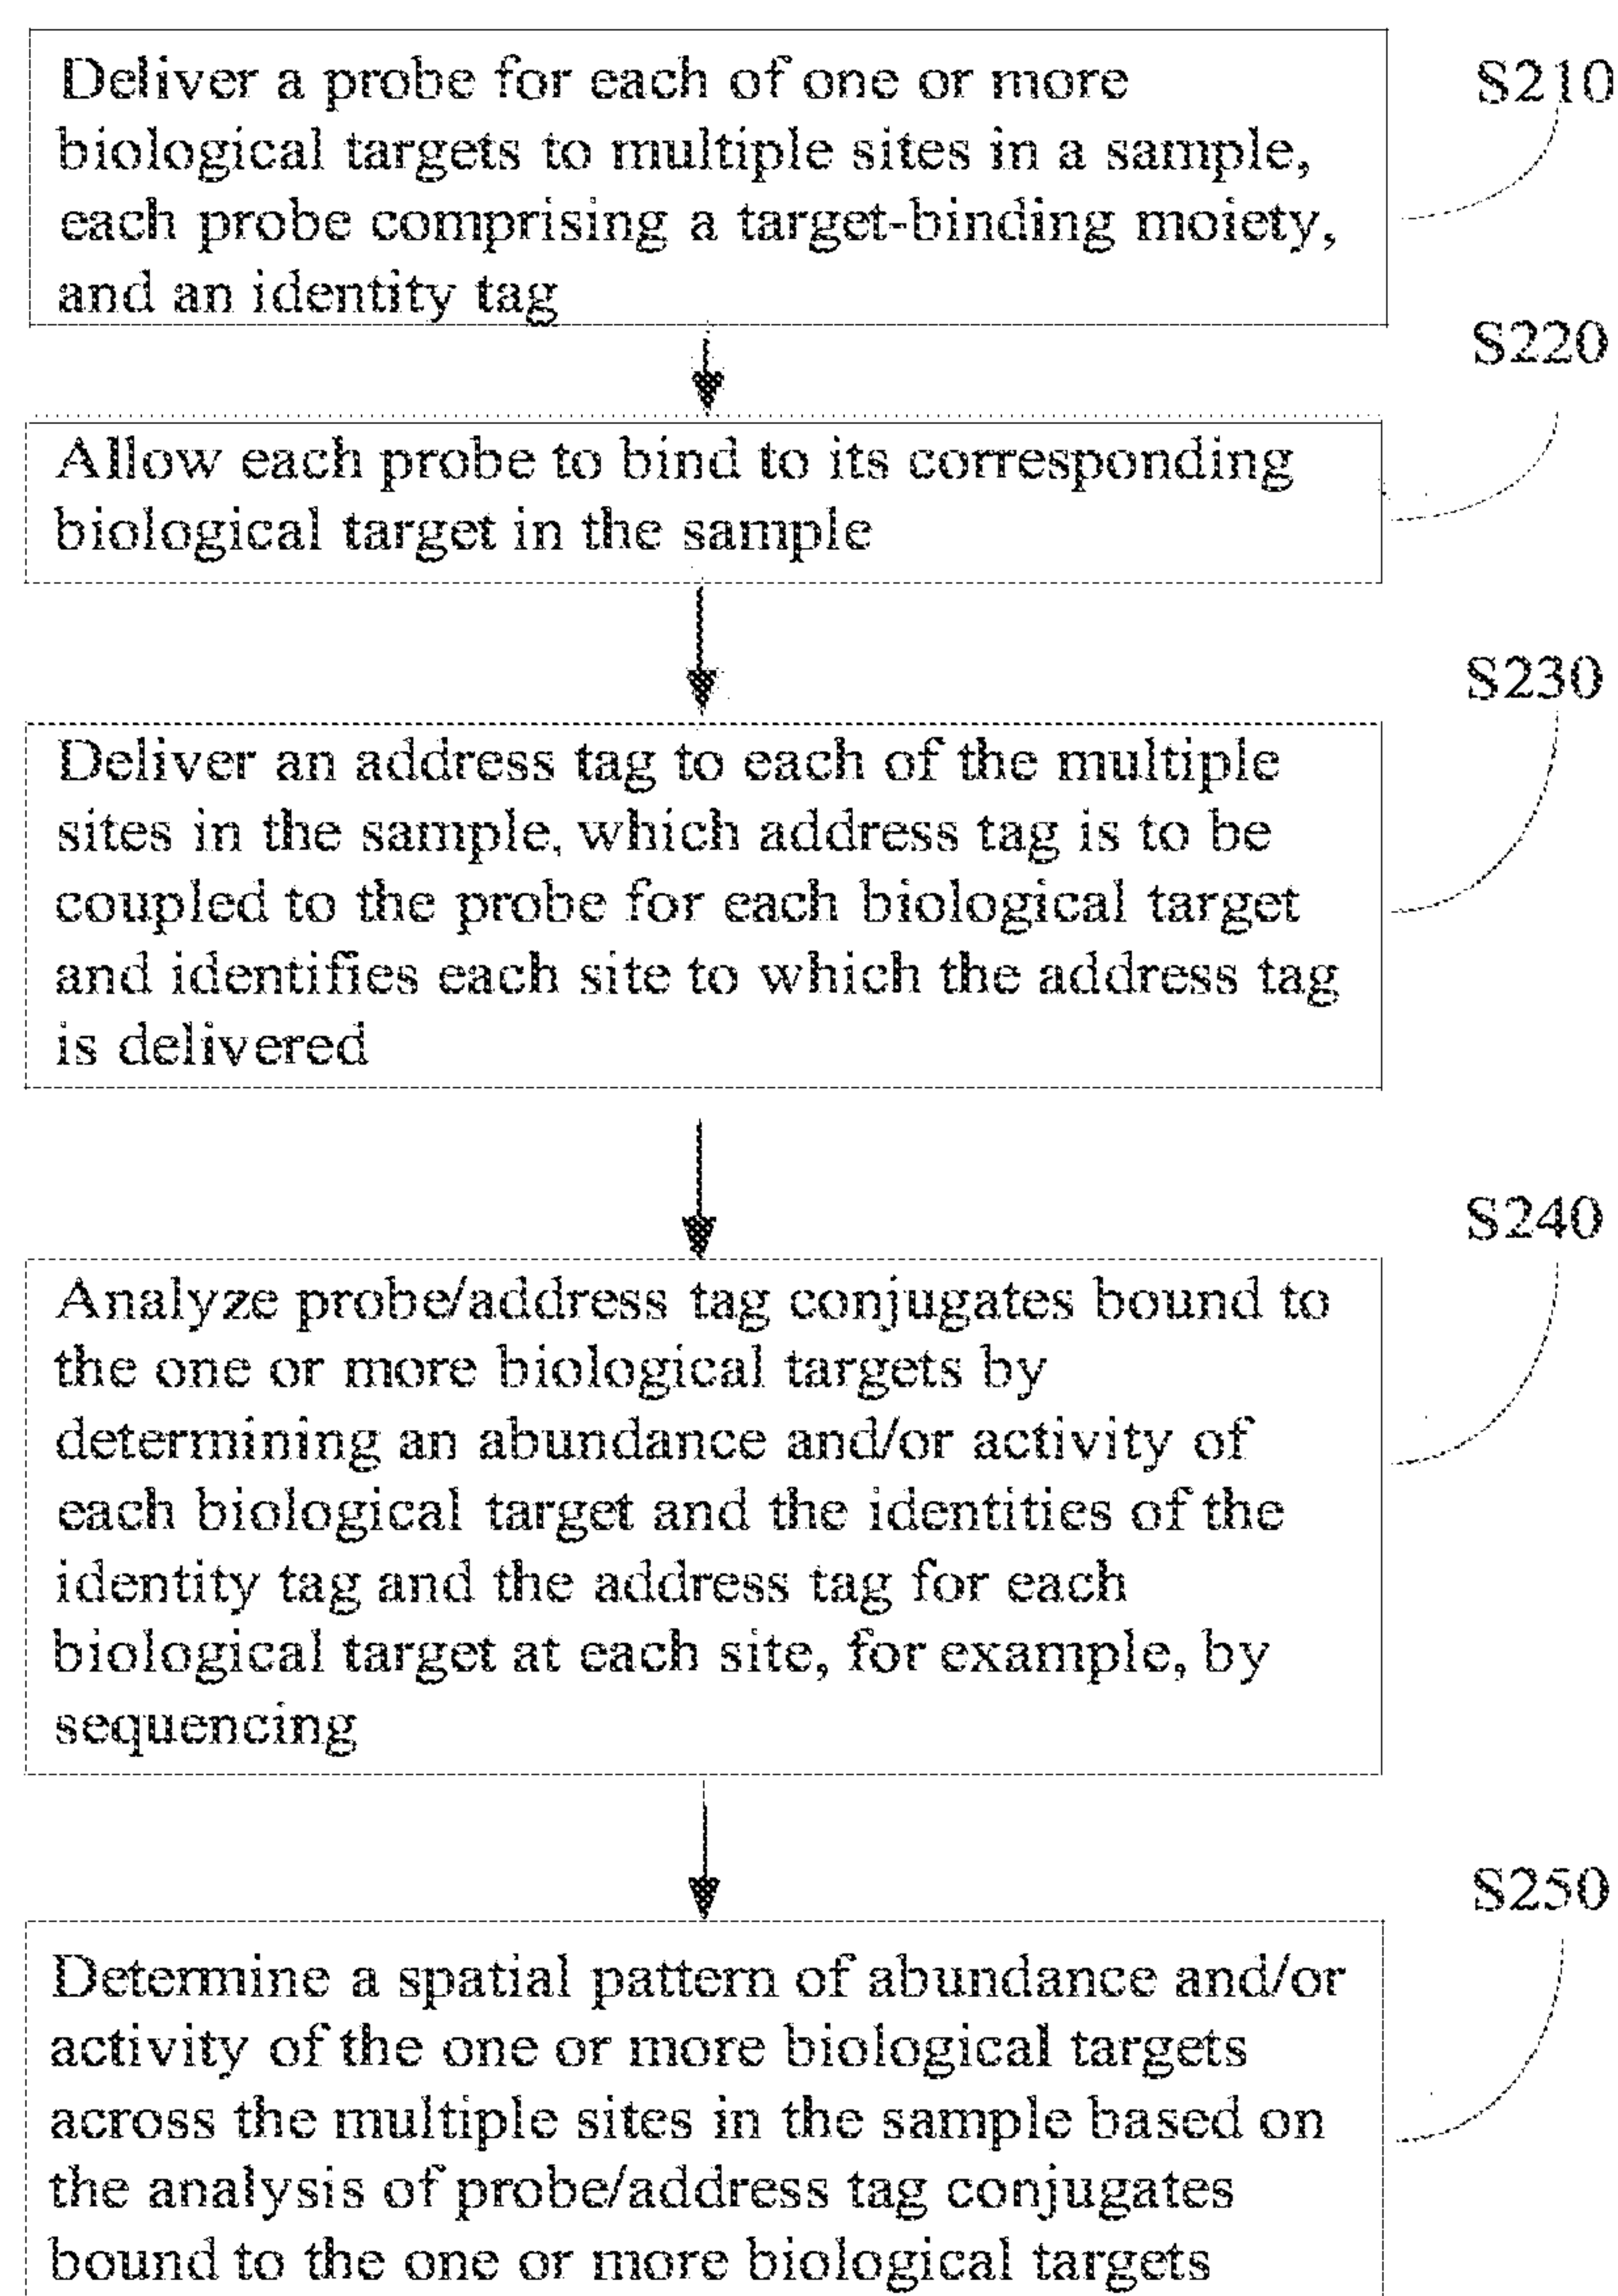 Deliver a probe for each of one or more
biological targets to multiple sites in a sample,
each probe comprising a target-binding moiety,
and an identity tag
S210
Allow each probe to bind to its corresponding
biological target in the sample
S220
Deliver an address tag to each of the multiple
sites in the sample, which address tag is to be
coupled to the probe for each biological target
and identifies each site to which the address tag
is delivered
S230
Analyze probe/address tag conjugates bound to
the one or more biological targets by
determining an abundance and/or activity of
each biological target and the identities of the
identity tag and the address tag for each
biological target at each site, for example, by
sequencing
S240
Determine a spatial pattern of abundance and/or
activity of the one or more biological targets
across the multiple sites in the sample based on
the analysis of probe/address tag conjugates
bound to the one or more biological targets
S250